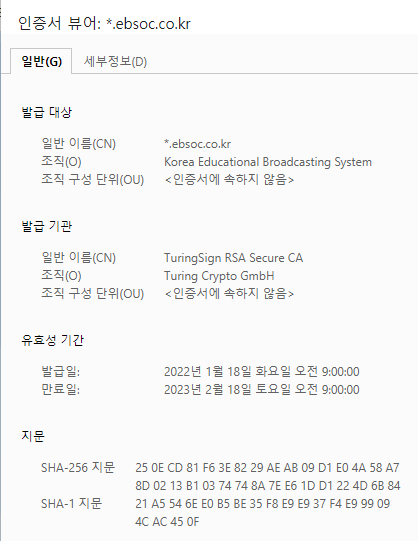 인증서 뷰어: *.ebsoc.co.kr
일반(G) 세부정보(D)
발급 대상
일반 이름(CN) *.ebsoc.co.kr
조직(O) Korea Educational Broadcasting System
조직 구성 단위(OU) <인증서에 속하지 않음>
발급 기관
일반 이름(CN) TuringSign RSA Secure CA
조직(O) Turing Crypto GmbH
조직 구성 단위(OU) <인증서에 속하지 않음>
유효성 기간
발급일: 2022년 1월 18일 화요일 오전 9:00:00
만료일: 2023년 2월 18일 토요일 오전 9:00:00
지문
SHA-256 지문 25 0E CD 81 F6 3E 82 29 AE AB 09 D1 E0 4A 58 A7
8D 02 13 B1 03 74 74 8A 7E E6 1D D1 22 4D 6B 84
SHA-1 지문 21 A5 54 6E E0 B5 BE 35 F8 E9 E9 37 F4 E9 99 09
4C AC 45 0F